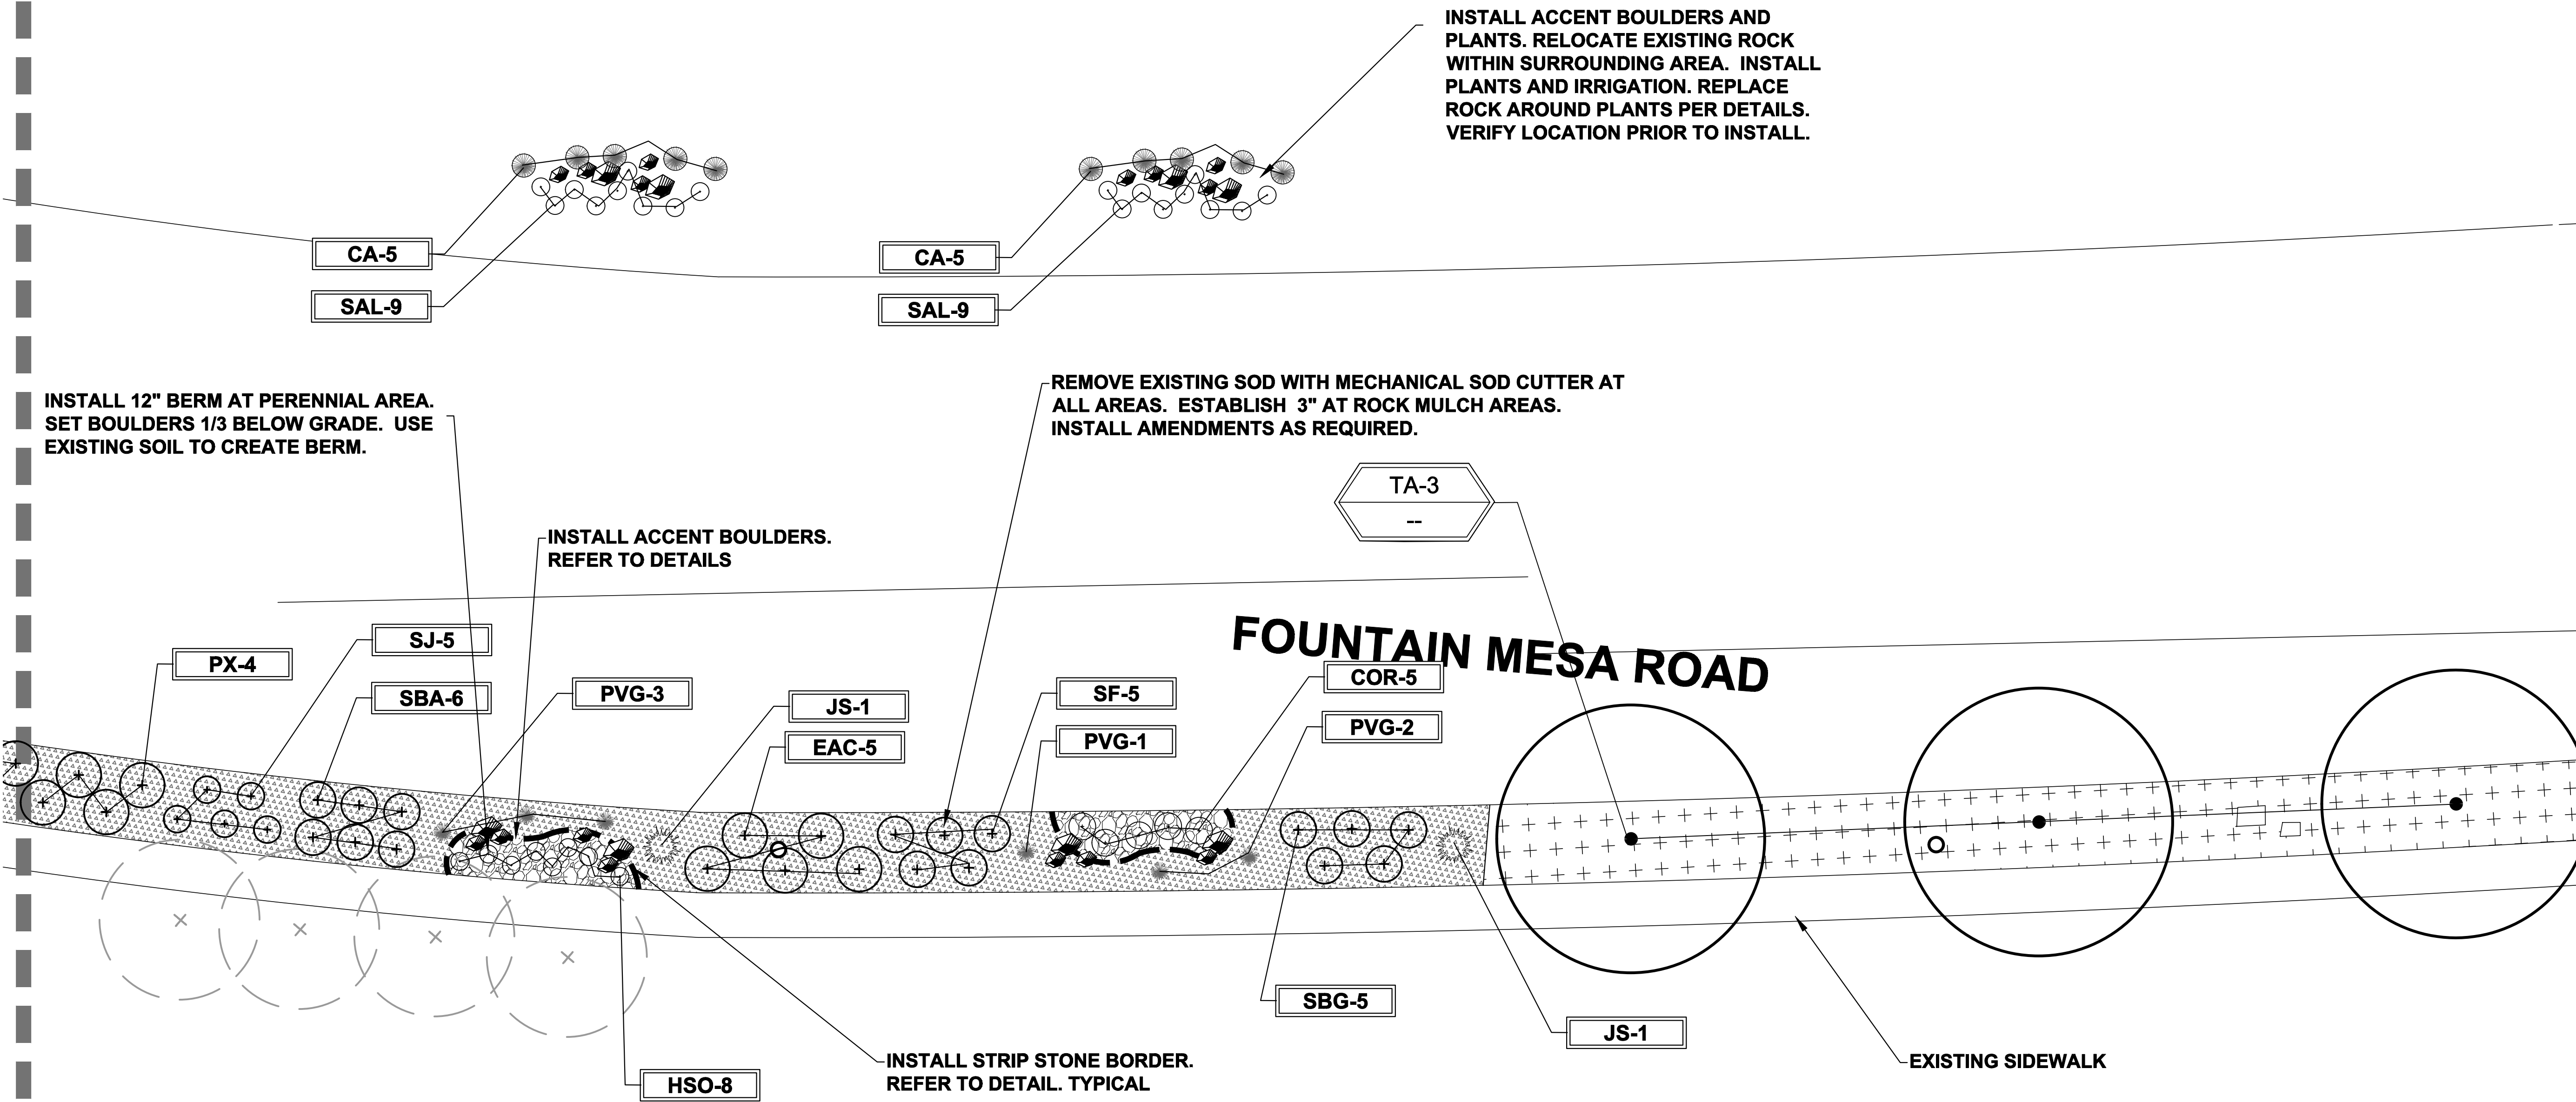 INSTALL ACCENT BOULDERS AND
PLANTS. RELOCATE EXISTING ROCK
WITHIN SURROUNDING AREA. INSTALL
PLANTS AND IRRIGATION. REPLACE
ROCK AROUND PLANTS PER DETAILS.
VERIFY LOCATION PRIOR TO INSTALL.
CA-5
SAL-9
CA-5
SAL-9
INSTALL 12" BERM AT PERENNIAL AREA.
SET BOULDERS 1/3 BELOW GRADE. USE
EXISTING SOIL TO CREATE BERM.
REMOVE EXISTING SOD WITH MECHANICAL SOD CUTTER AT
ALL AREAS. ESTABLISH 3" AT ROCK MULCH AREAS.
INSTALL AMENDMENTS AS REQUIRED.
TA-3
--
INSTALL ACCENT BOULDERS.
REFER TO DETAILS
FOUNTAIN MESA ROAD
PX-4
SJ-5
SBA-6
PVG-3
JS-1
EAC-5
SF-5
PVG-1
COR-5
PVG-2
SBG-5
JS-1
HSO-8
INSTALL STRIP STONE BORDER.
REFER TO DETAIL. TYPICAL
EXISTING SIDEWALK